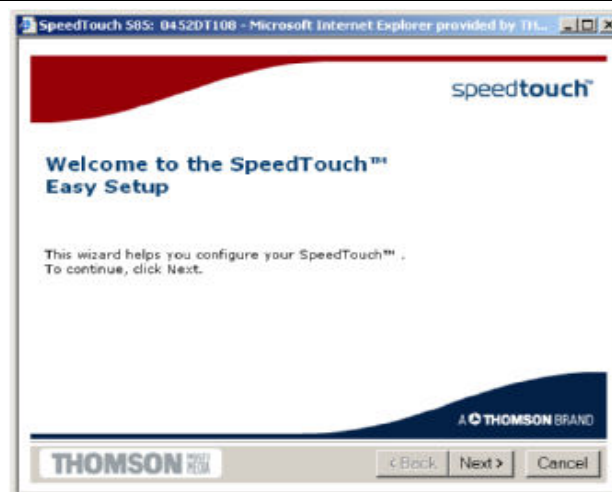 SpeedTouch 585: 0452DT108 - Microsoft Internet Explorer provided by TH...
speedtouch™
Welcome to the SpeedTouch™
Easy Setup
This wizard helps you configure your SpeedTouch™ .
To continue, click Next.
A THOMSON BRAND
THOMSON
< Back Next > Cancel